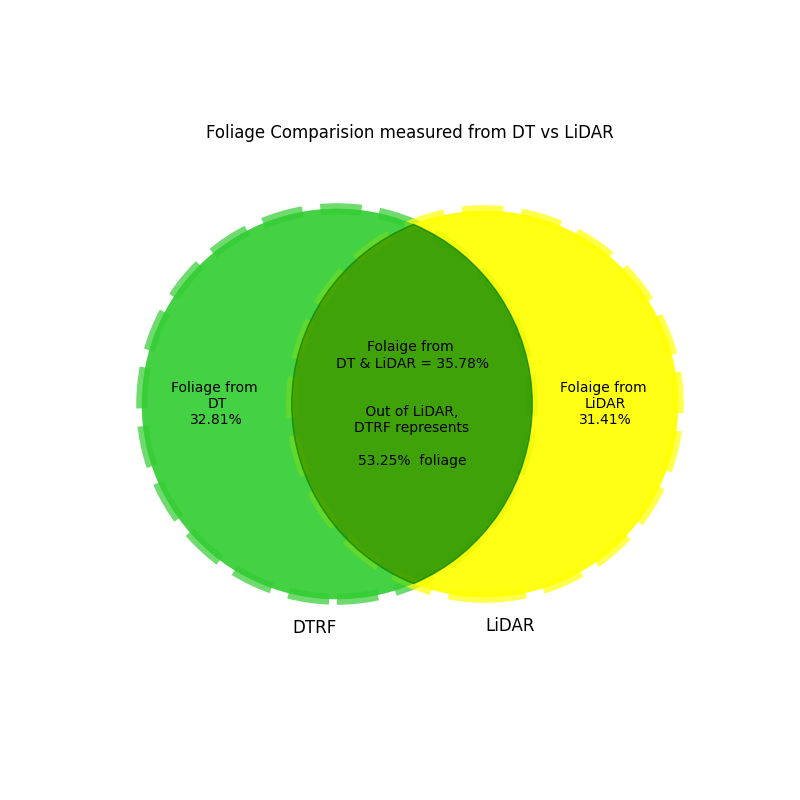 Foliage Comparision measured from DT vs LiDAR
Foliage from
DT
32.81%
Folaige from
DT & LiDAR = 35.78%
Out of LiDAR,
DTRF represents
53.25%  foliage
Folaige from
LiDAR
31.41%
DTRF
LiDAR